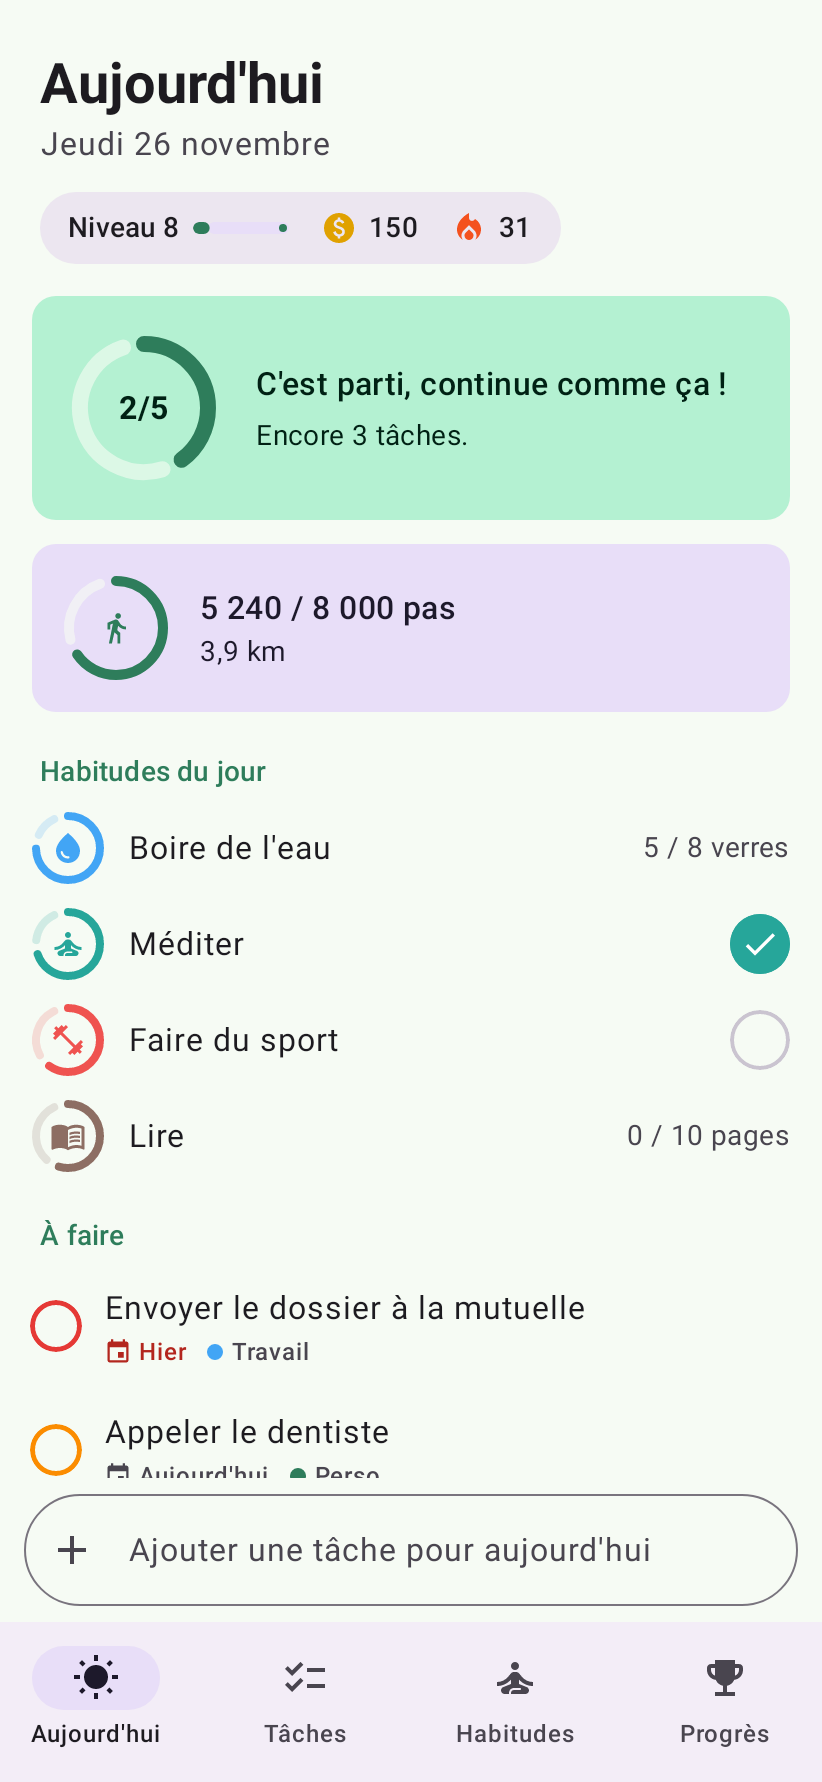 Aujourd'hui
Jeudi 26 novembre
Niveau 8 150 31
2/5
C'est parti, continue comme ça !
Encore 3 tâches.
5 240 / 8 000 pas
3,9 km
Habitudes du jour
Boire de l'eau 5 / 8 verres
Méditer
Faire du sport
Lire 0 / 10 pages
À faire
Envoyer le dossier à la mutuelle
Hier Travail
Appeler le dentiste
Aujourd'hui Perso
Ajouter une tâche pour aujourd'hui
Aujourd'hui Tâches Habitudes Progrès